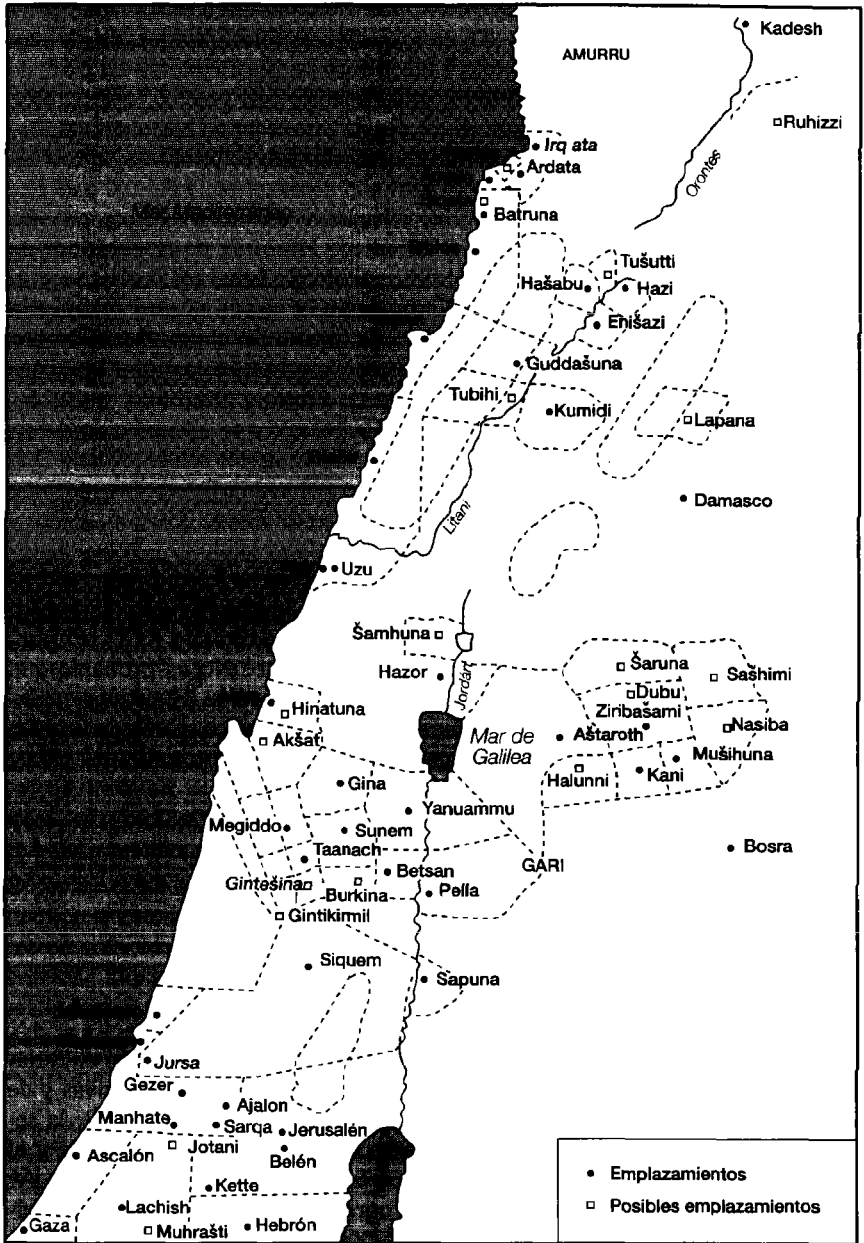 Kadesh
AMURRU
Ruhizzi
Irq ata
Ardata
Orontes
Batruna
Tušutti
Hašabu
Hazi
Enišazi
Guddašuna
Tubihi
Kumidi
Lapana
Litani
Damasco
Uzu
Šamhuna
Hazor
Jordán
Šaruna
Sašhimi
Dubu
Hinatuna
Ziribašami
Nasiba
Akšat
Mar de
Galilea
Aštaroth
Mušihuna
Halunni
Kani
Gina
Yanuammu
Megiddo
Sunem
Taanach
Bosra
GARI
Betsan
Gintešina
Burkina
Pella
Gintikirmil
Siquem
Sapuna
Jursa
Gezer
Ajalon
Manhate
Sarqa
Jerusalén
Jotani
Ascalón
Belén
Kette
Lachish
Gaza
Muhrašti
Hebrón
Emplazamientos
Posibles emplazamientos